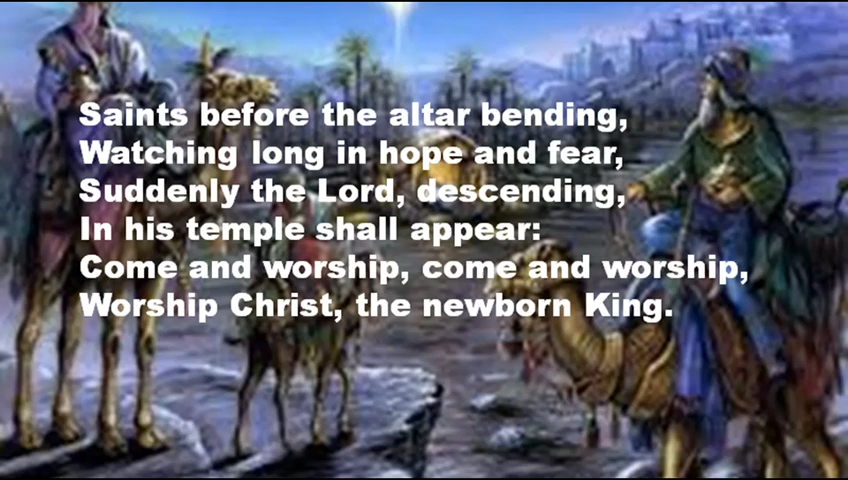 Saints before the altar bending,
Watching long in hope and fear,
Suddenly the Lord, descending,
In his temple shall appear:
Come and worship, come and worship,
Worship Christ, the newborn King.